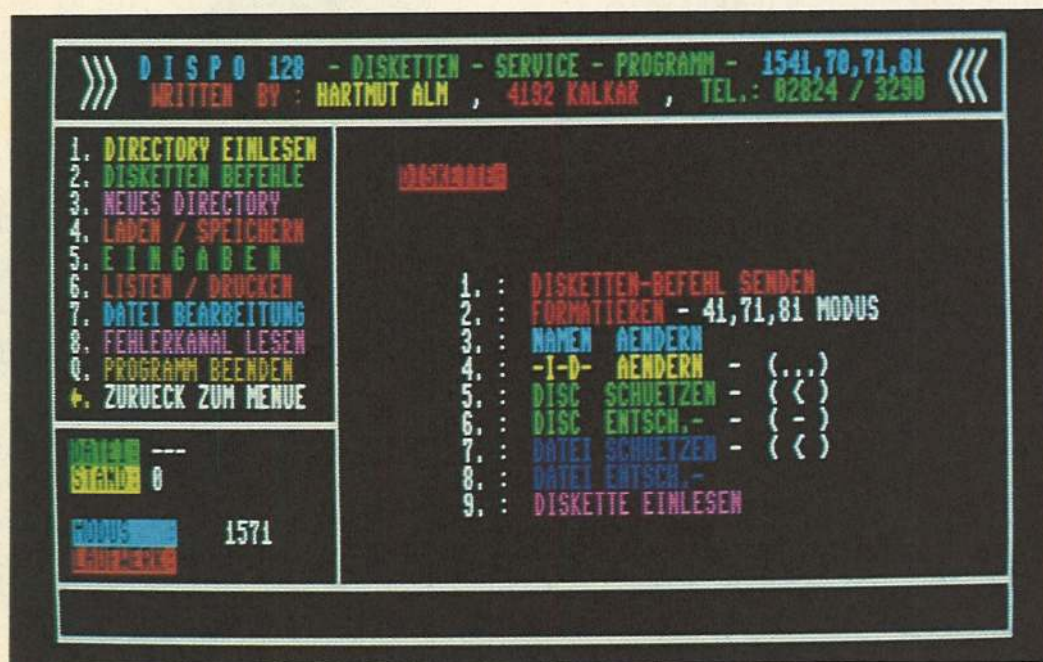 D I S P O 128 - DISKETTEN - SERVICE - PROGRAMM - 1541,70,71,81
WRITTEN BY : HARTMUT ALM , 4192 KALKAR , TEL.: 02824 / 3290
1. DIRECTORY EINLESEN
2. DISKETTEN BEFEHLE
3. NEUES DIRECTORY
4. LADEN / SPEICHERN
5. E I N G A B E N
6. LISTEN / DRUCKEN
7. DATEI BEARBEITUNG
8. FEHLERKANAL LESEN
Q. PROGRAMM BEENDEN
←. ZURUECK ZUM MENUE
DATEI: ---
STAND: 0
MODUS : 1571
LAUFWERK:
DISKETTE:
1. : DISKETTEN-BEFEHL SENDEN
2. : FORMATIEREN - 41,71,81 MODUS
3. : NAMEN AENDERN
4. : -I-D- AENDERN - (...)
5. : DISC SCHUETZEN - ( < )
6. : DISC ENTSCH.- - ( - )
7. : DATEI SCHUETZEN - ( < )
8. : DATEI ENTSCH.-
9. : DISKETTE EINLESEN